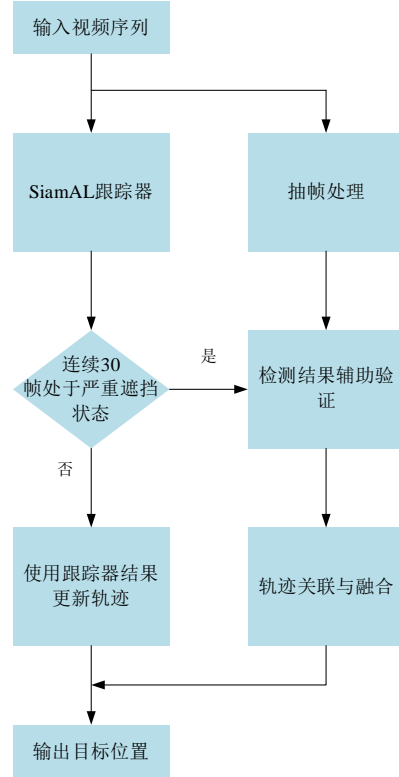 输入视频序列
SiamAL跟踪器
抽帧处理
连续30
帧处于严重遮挡
状态
是
检测结果辅助验
证
否
使用跟踪器结果
更新轨迹
轨迹关联与融合
输出目标位置